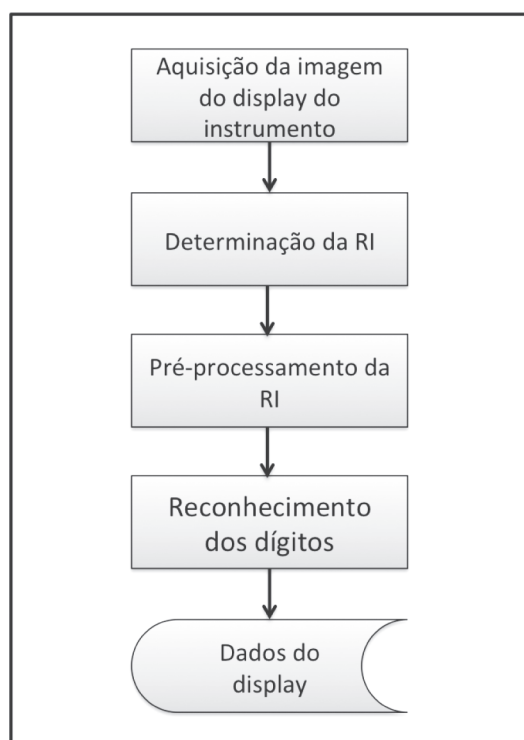 Aquisição da imagem
do display do
instrumento
Determinação da RI
Pré-processamento da
RI
Reconhecimento
dos dígitos
Dados do
display